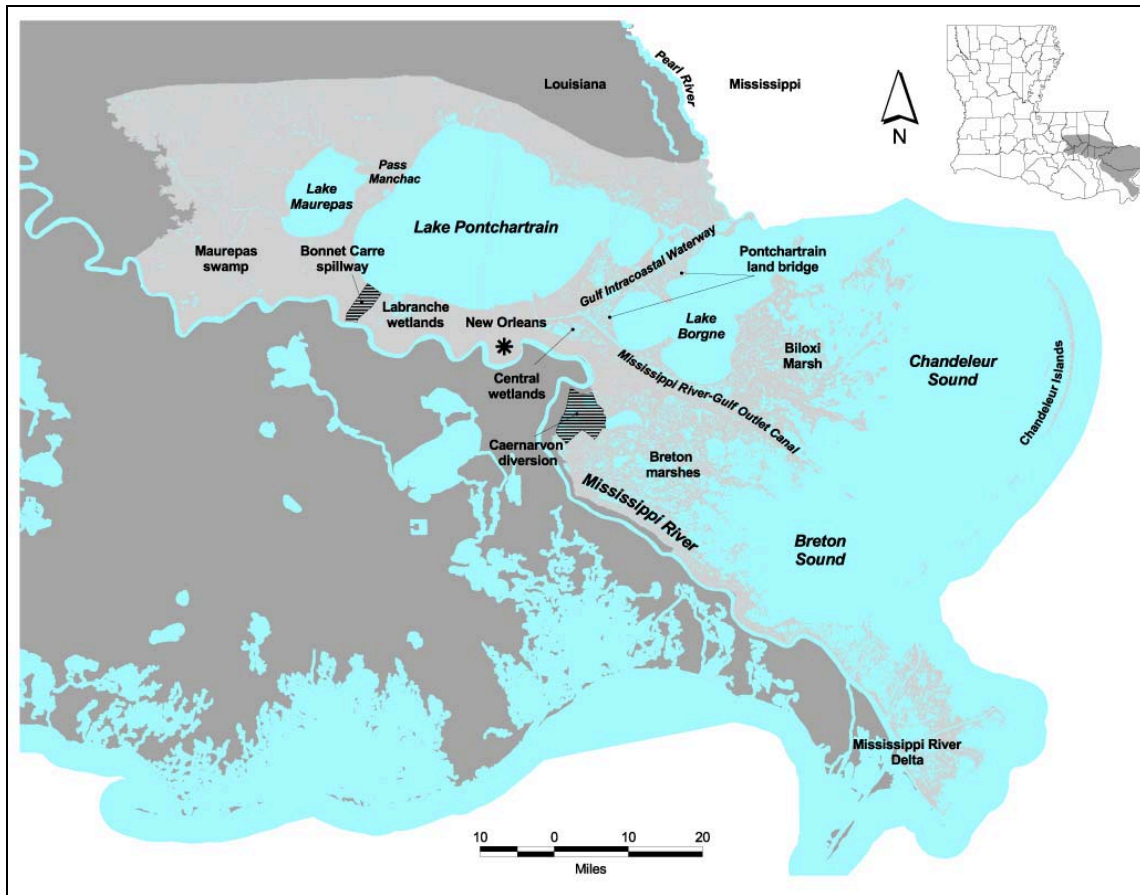 Pearl River
Louisiana
Mississippi
N
Pass
Manchac
Lake
Maurepas
Lake Pontchartrain
Maurepas
swamp
Bonnet Carre
spillway
Gulf Intracoastal Waterway
Pontchartrain
land bridge
Labranche
wetlands
New Orleans
Lake
Borgne
Biloxi
Marsh
Chandeleur
Sound
Chandeleur Islands
Central
wetlands
Mississippi River-Gulf Outlet Canal
Caernarvon
diversion
Breton
marshes
Mississippi River
Breton
Sound
Mississippi River
Delta
10 0 10 20
Miles